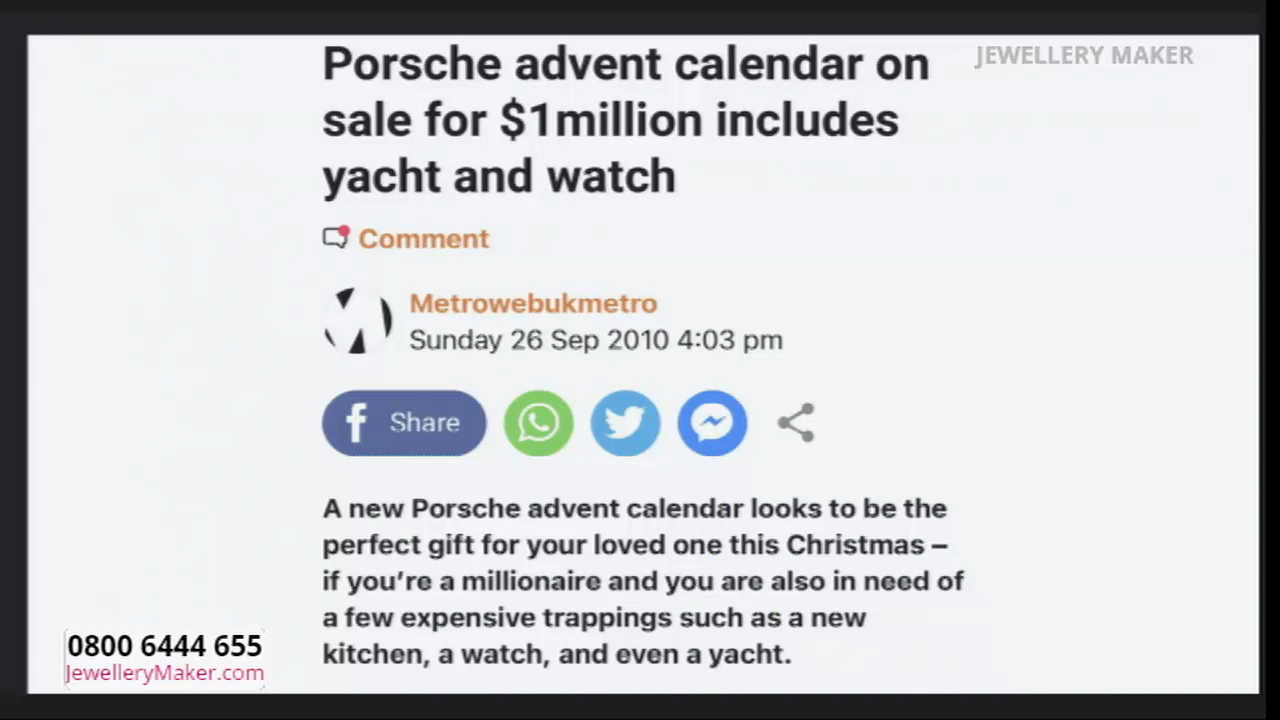 JEWELLERY MAKER
Porsche advent calendar on
sale for $1million includes
yacht and watch
Comment
Metrowebukmetro
Sunday 26 Sep 2010 4:03 pm
f Share
A new Porsche advent calendar looks to be the
perfect gift for your loved one this Christmas –
if you're a millionaire and you are also in need of
a few expensive trappings such as a new
kitchen, a watch, and even a yacht.
0800 6444 655
JewelleryMaker.com